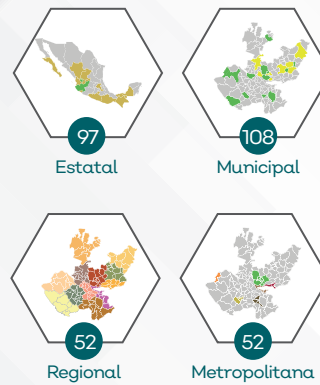 97
Estatal
108
Municipal
52
Regional
52
Metropolitana